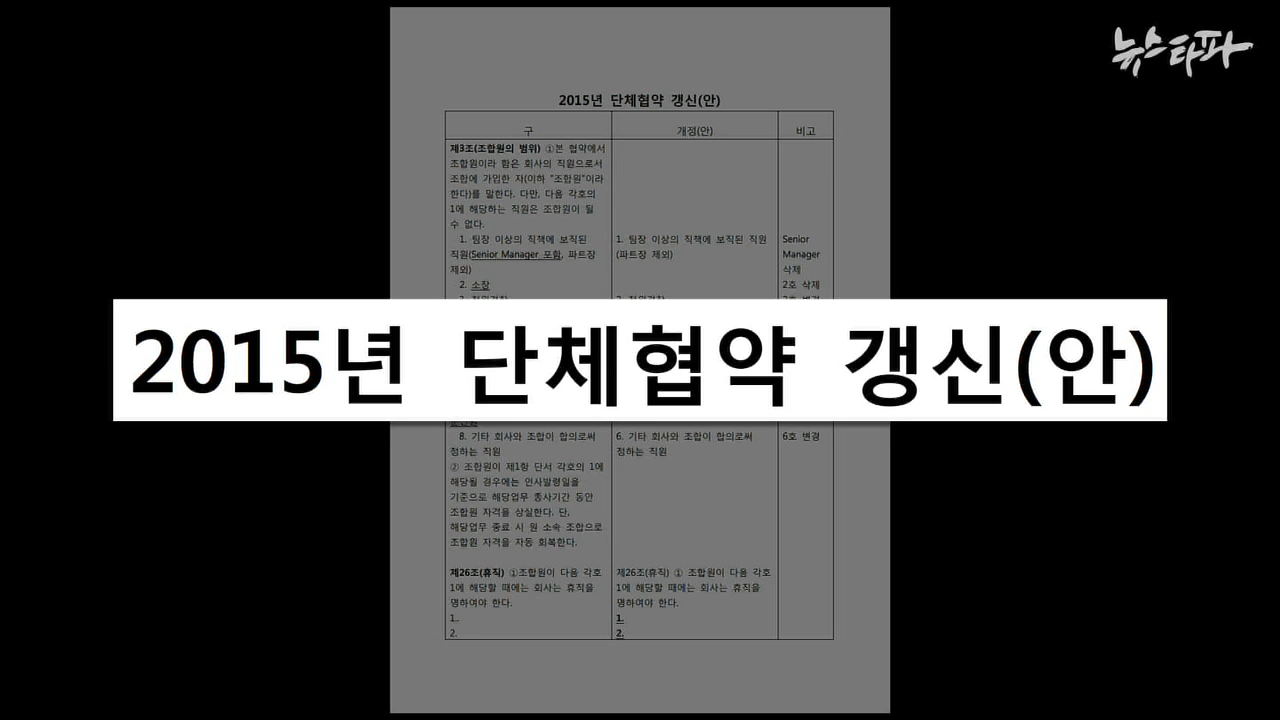 뉴스타파
2015년 단체협약 갱신(안)
구
개정(안)
비고
제3조(조합원의 범위) ①본 협약에서
조합원이라 함은 회사의 직원으로서
조합에 가입한 자(이하 "조합원"이라
한다)를 말한다. 다만, 다음 각호의
1에 해당하는 직원은 조합원이 될
수 없다.
1. 팀장 이상의 직책에 보직된
직원(Senior Manager 포함, 파트장
제외)
2. 소장
1. 팀장 이상의 직책에 보직된 직원
(파트장 제외)
Senior
Manager
삭제
2호 삭제
2015년 단체협약 갱신(안)
8. 기타 회사와 조합이 합의로써
정하는 직원
② 조합원이 제1항 단서 각호의 1에
해당될 경우에는 인사발령일을
기준으로 해당업무 종사기간 동안
조합원 자격을 상실한다. 단,
해당업무 종료 시 원 소속 조합으로
조합원 자격을 자동 회복한다.
6. 기타 회사와 조합이 합의로써
정하는 직원
6호 변경
제26조(휴직) ①조합원이 다음 각호
1에 해당할 때에는 회사는 휴직을
명하여야 한다.
1..
2.
제26조(휴직) ① 조합원이 다음 각호
1에 해당할 때에는 회사는 휴직을
명하여야 한다.
1.
2.